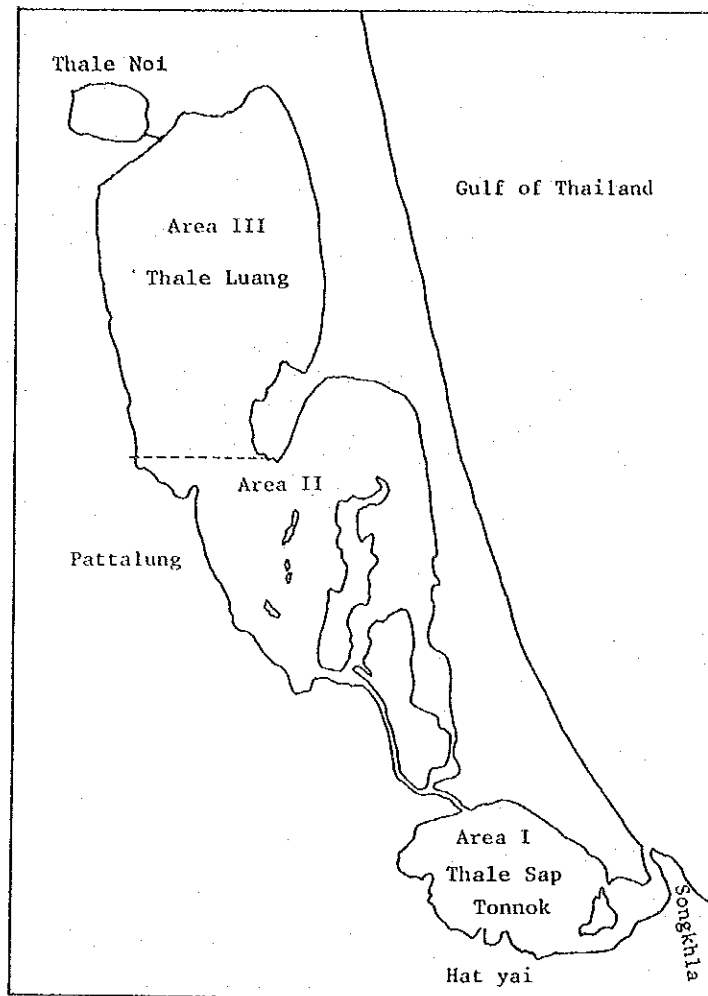 Thale Noi
Gulf of Thailand
Area III
Thale Luang
Area II
Pattalung
Area I
Thale Sap
Tonnok
Songkhla
Hat yai